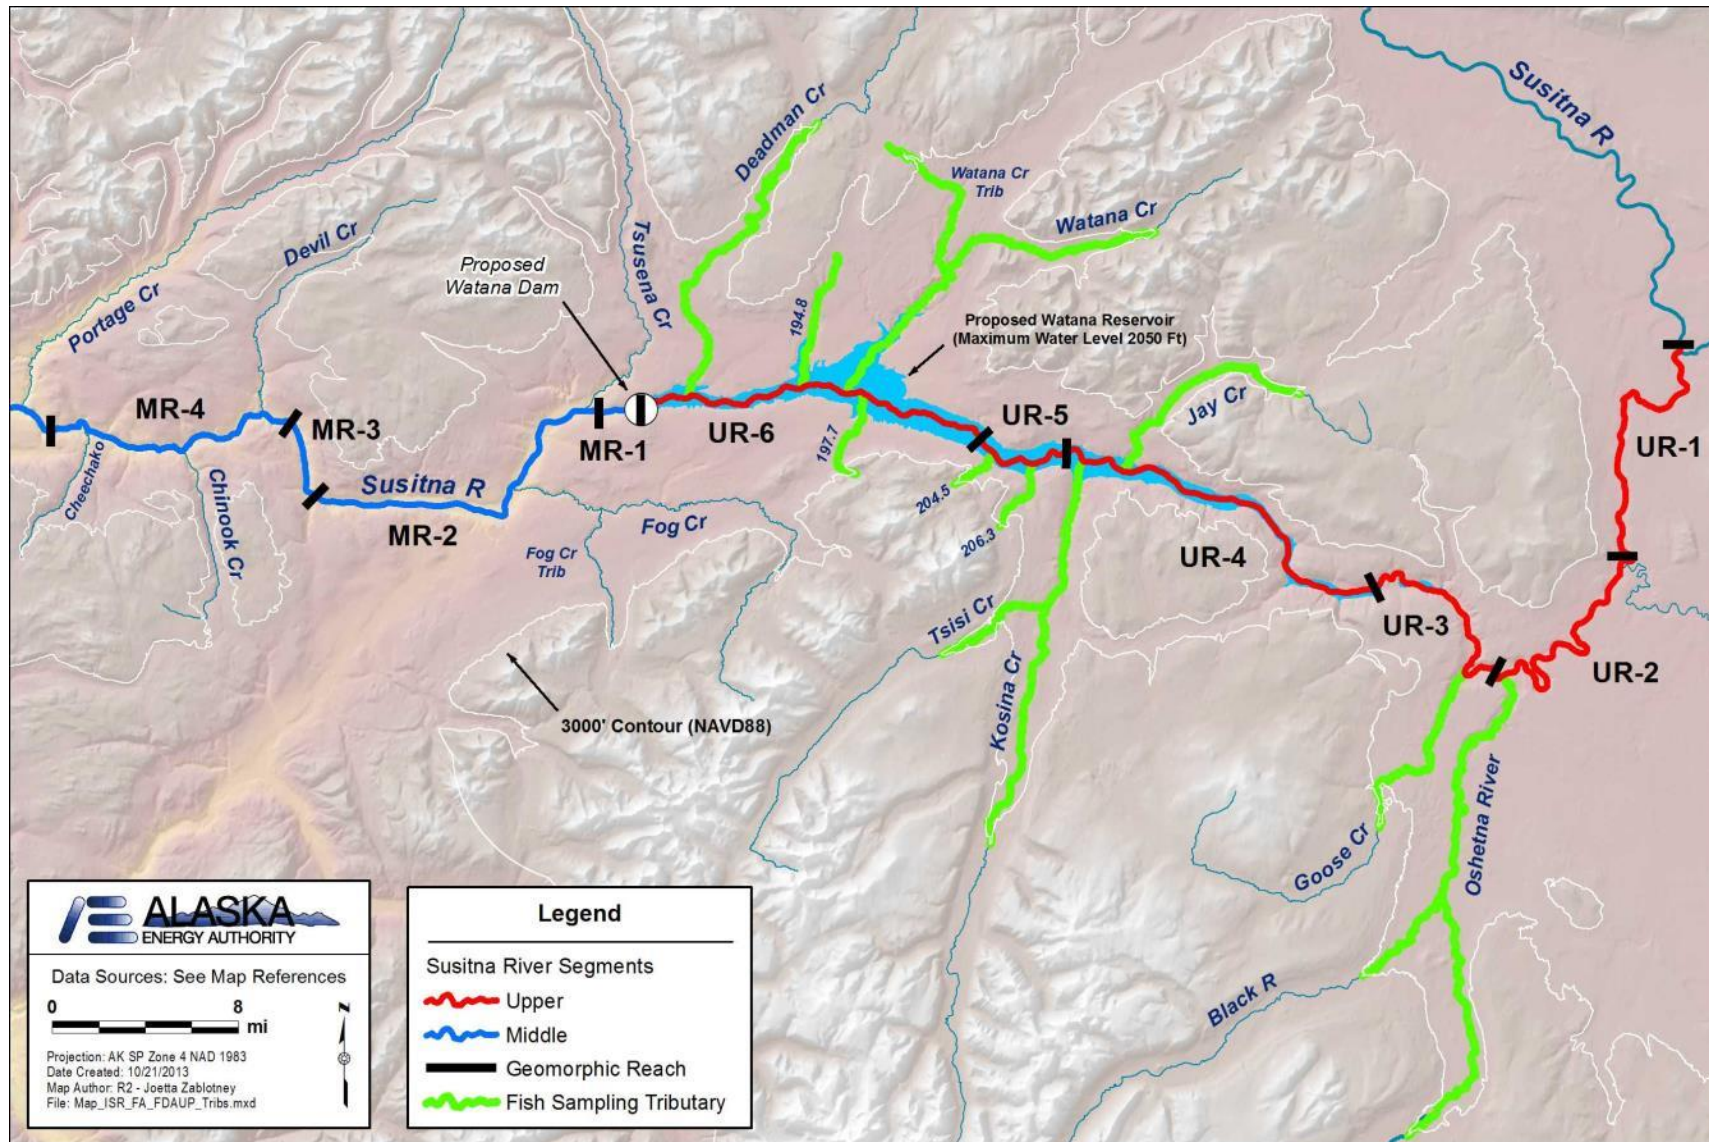 Susitna R
Deadman Cr
Watana Cr
Trib
Watana Cr
Devil Cr
Tsusena Cr
Proposed
Watana Dam
Portage Cr
194.8
Proposed Watana Reservoir
(Maximum Water Level 2050 Ft)
MR-4
MR-3
MR-1
UR-6
UR-5
Jay Cr
UR-1
197.7
Cheechako
Chinook Cr
Susitna R
MR-2
204.5
206.3
Fog Cr
Fog Cr
Trib
UR-4
Tsisi Cr
UR-3
UR-2
Kosina Cr
3000' Contour (NAVD88)
Goose Cr
Oshetna River
Black R
ALASKA
ENERGY AUTHORITY
Data Sources: See Map References
0 8
mi
N
Projection: AK SP Zone 4 NAD 1983
Date Created: 10/21/2013
Map Author: R2 - Joetta Zablotney
File: Map_ISR_FA_FDAUP_Tribs.mxd
Legend
Susitna River Segments
Upper
Middle
Geomorphic Reach
Fish Sampling Tributary